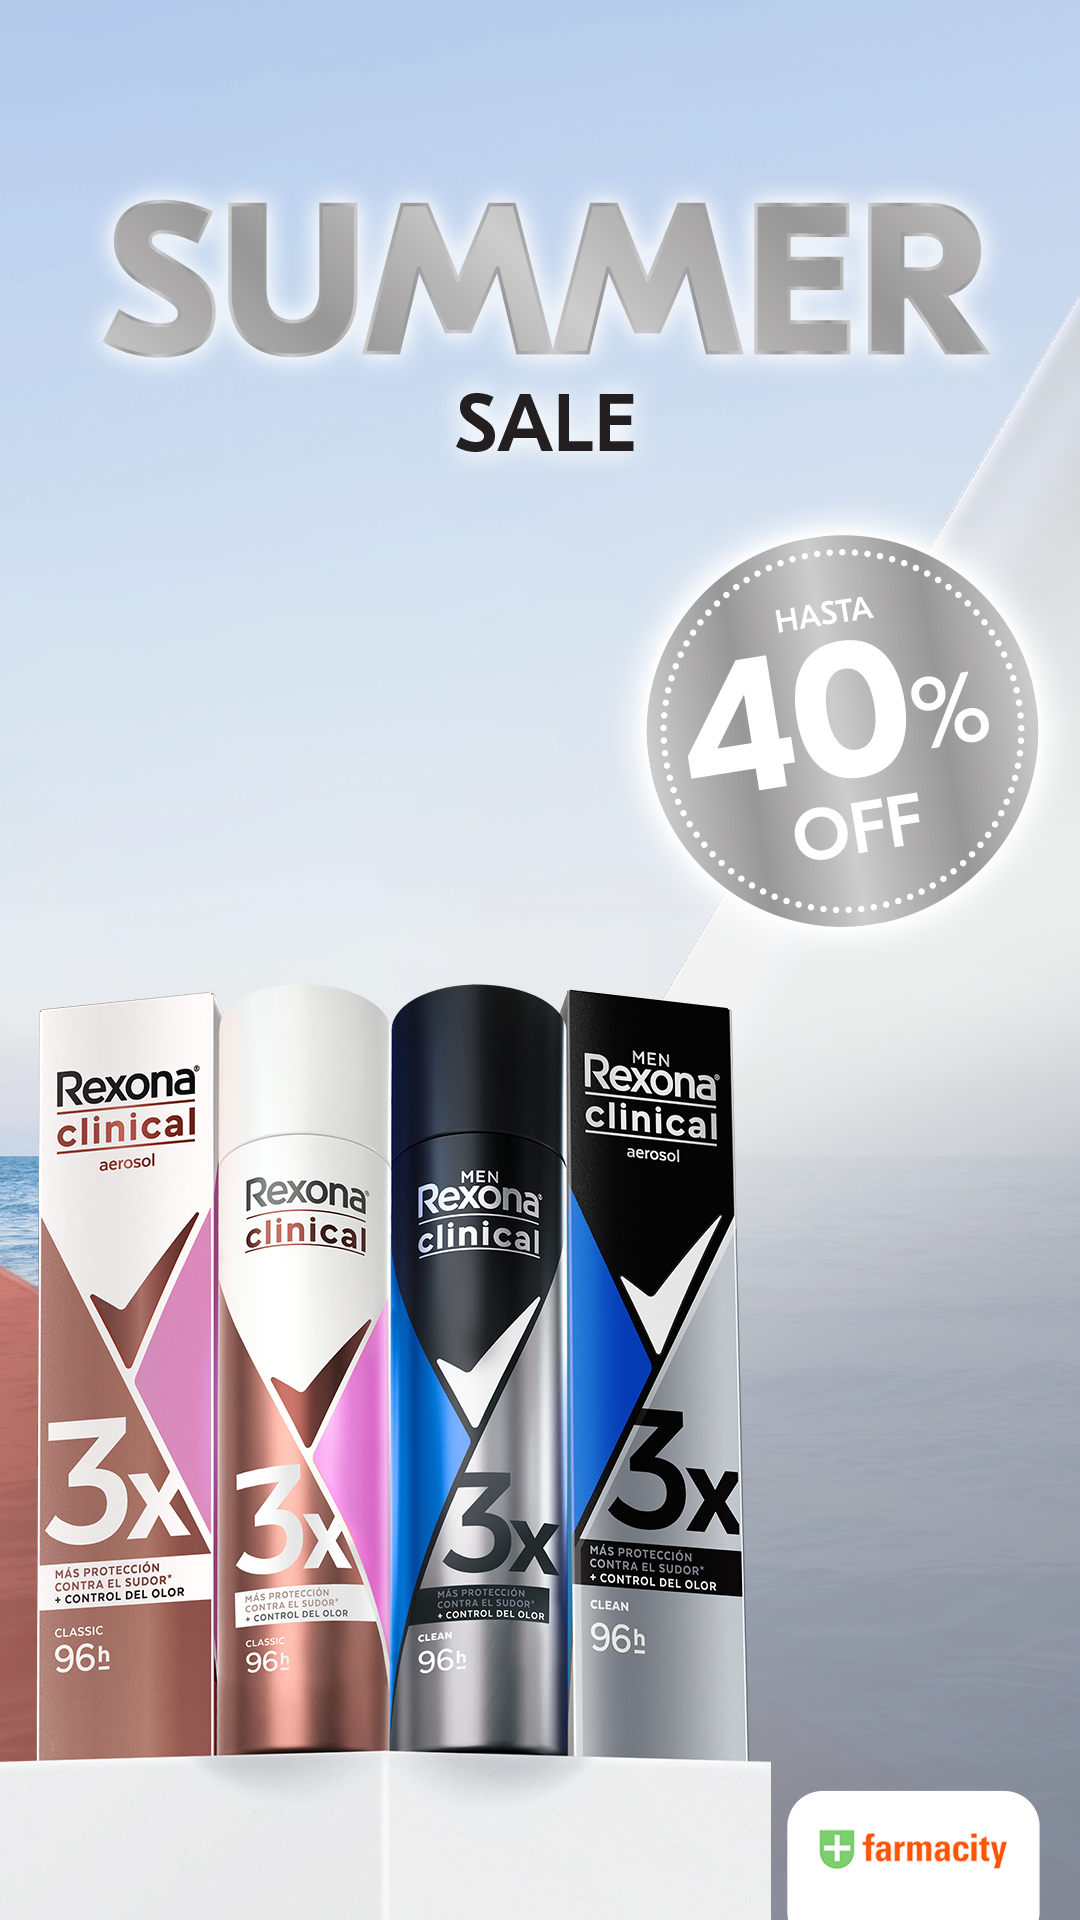 SUMMER
SALE
HASTA
40%
OFF
Rexona®
clinical
aerosol
3x
MÁS PROTECCIÓN
CONTRA EL SUDOR*
+ CONTROL DEL OLOR
CLASSIC
96h
Rexona®
clinical
3x
MÁS PROTECCIÓN
CONTRA EL SUDOR*
+ CONTROL DEL OLOR
CLASSIC
96h
MEN
Rexona®
clinical
3x
MÁS PROTECCIÓN
CONTRA EL SUDOR*
+ CONTROL DEL OLOR
CLEAN
96h
MEN
Rexona®
clinical
aerosol
3x
MÁS PROTECCIÓN
CONTRA EL SUDOR*
+ CONTROL DEL OLOR
CLEAN
96h
farmacity